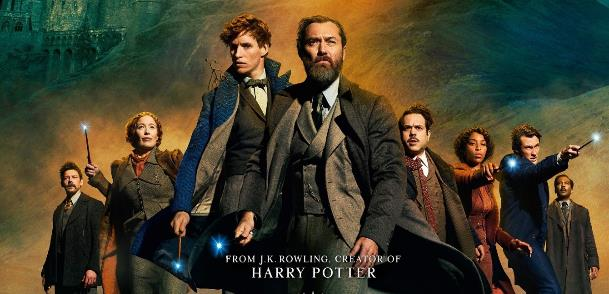 FROM J.K. ROWLING, CREATOR OF
HARRY POTTER